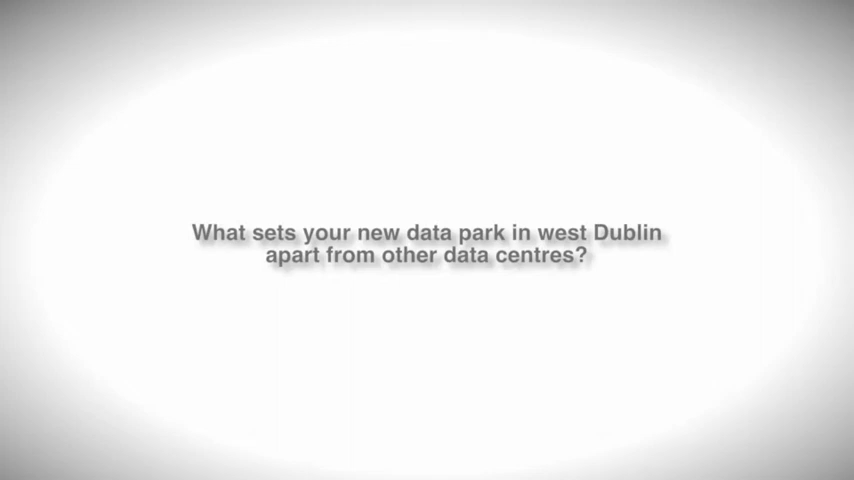 What sets your new data park in west Dublin
apart from other data centres?